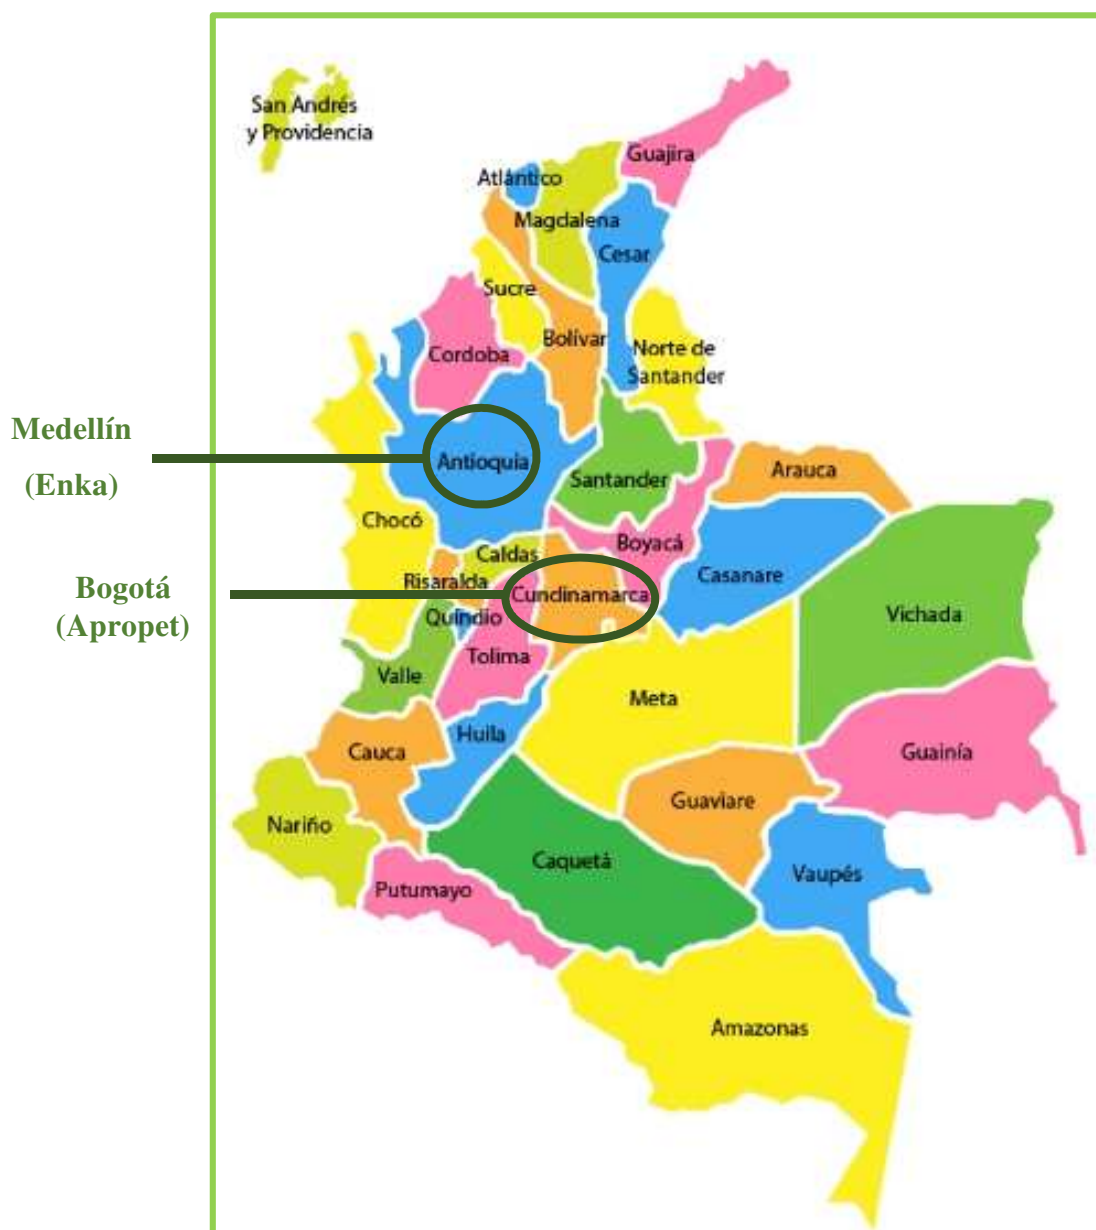 San Andrés
y Providencia
Guajira
Atlántico
Magdalena
Cesar
Sucre
Bolívar
Norte de
Santander
Cordoba
Medellín
(Enka)
Antioquia
Santander
Arauca
Chocó
Boyacá
Caldas
Casanare
Risaralda
Bogotá
(Apropet)
Cundinamarca
Vichada
Quíndio
Tolima
Valle
Meta
Huila
Cauca
Guainía
Guaviare
Nariño
Caquetá
Vaupés
Putumayo
Amazonas